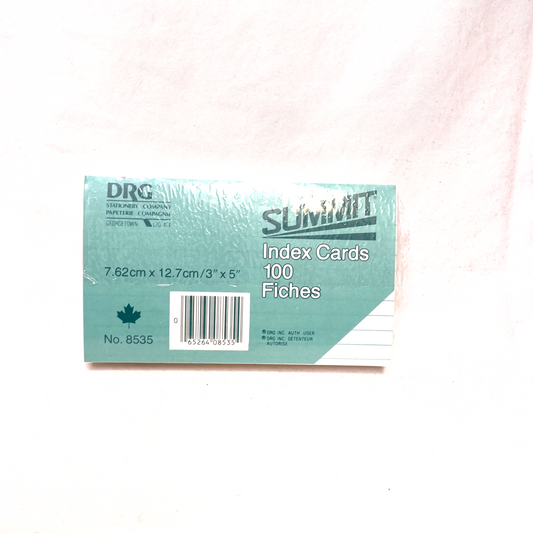 DRG
STATIONERY COMPANY
PAPETERIE COMPAGNIE
GEORGETOWN
7.62cm x 12.7cm/3" x 5"
No. 8535
0
65264 08535
SUMMIT
Index Cards
100
Fiches
DRG INC. AUTH. USER
DRG INC. DÉTENTEUR
AUTORISÉ